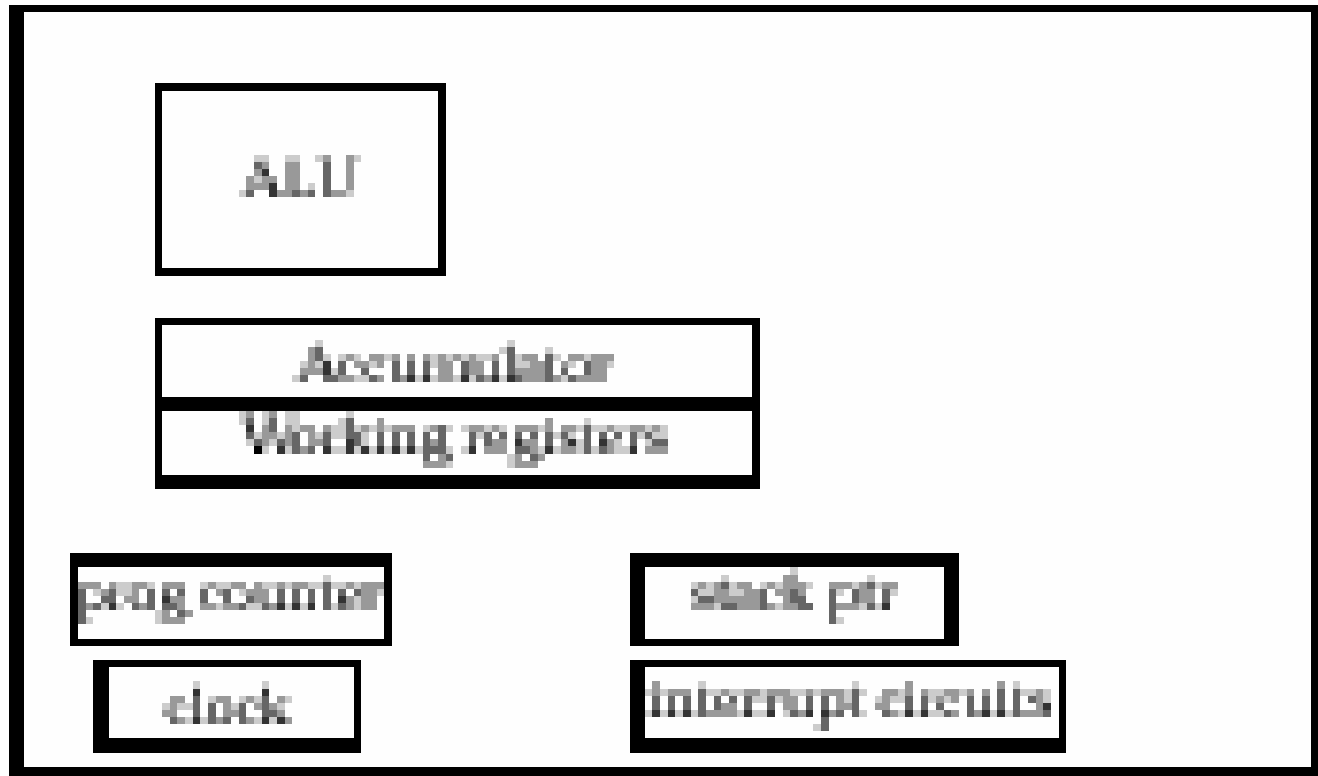 ALU
Accumulator
Working registers
prog counter
stack ptr
clock
interrupt circuits